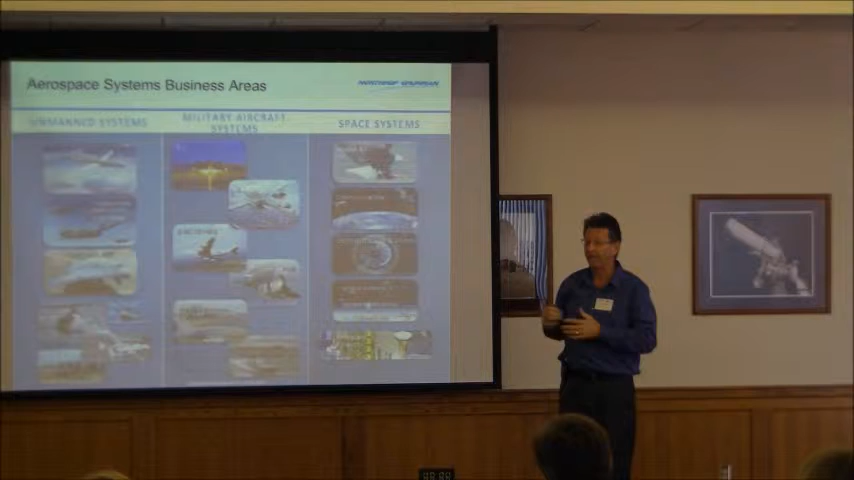 Aerospace Systems Business Areas
NORTHROP GRUMMAN
UNMANNED SYSTEMS
MILITARY AIRCRAFT
SYSTEMS
SPACE SYSTEMS